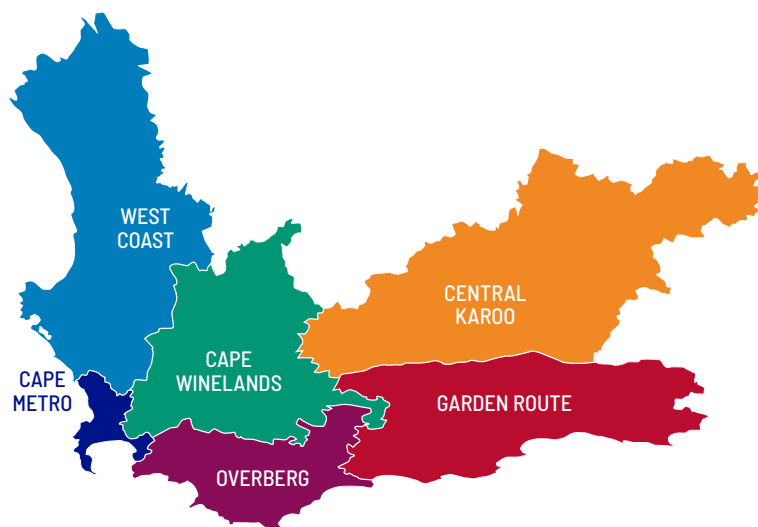 WEST
COAST
CENTRAL
KAROO
CAPE
WINELANDS
CAPE
METRO
GARDEN ROUTE
OVERBERG